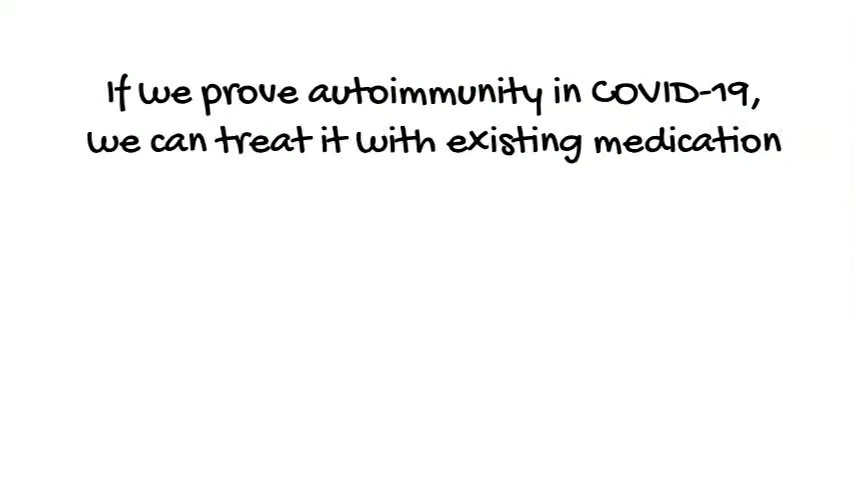 If we prove autoimmunity in COVID-19,
we can treat it with existing medication